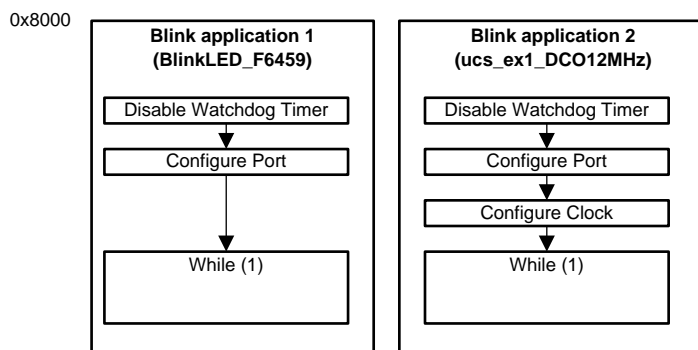 0x8000
Blink application 1
(BlinkLED_F6459)
Disable Watchdog Timer
Configure Port
While (1)
Blink application 2
(ucs_ex1_DCO12MHz)
Disable Watchdog Timer
Configure Port
Configure Clock
While (1)